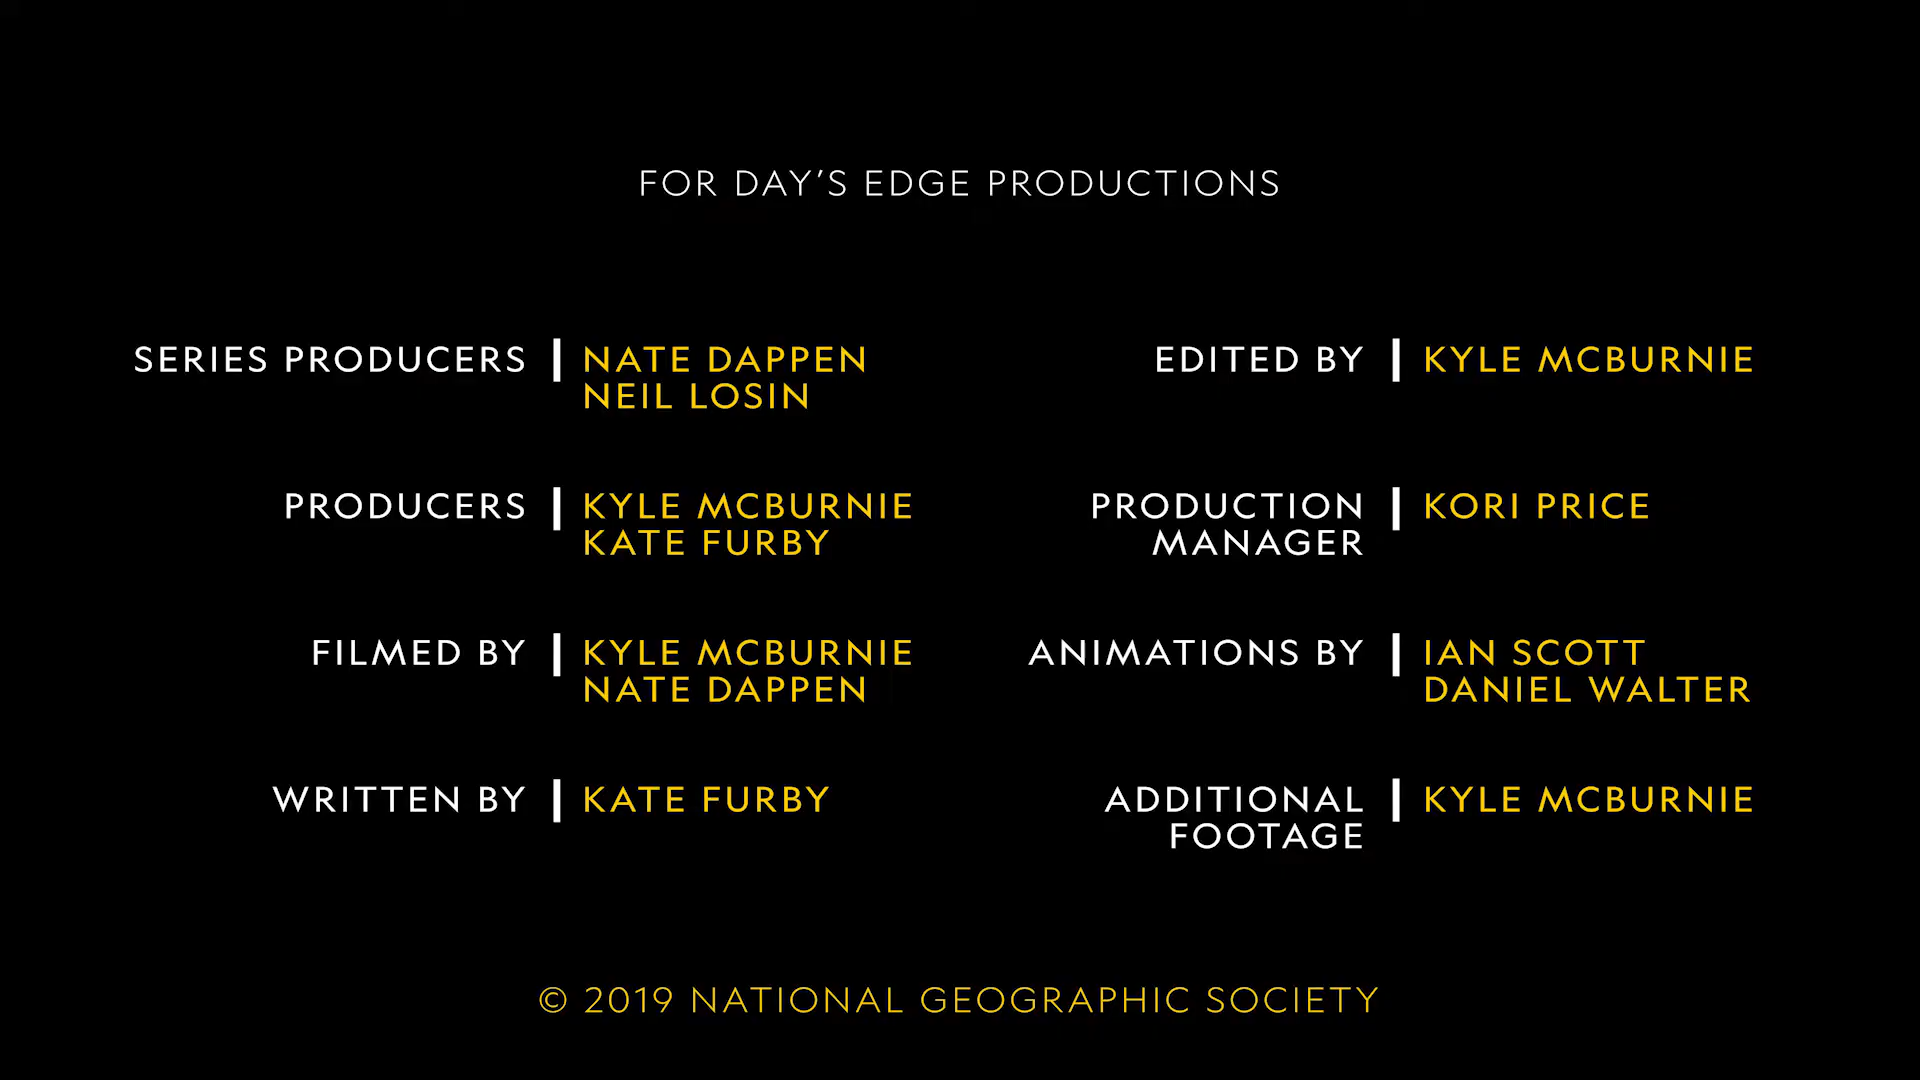 FOR DAY’S EDGE PRODUCTIONS
SERIES PRODUCERS | NATE DAPPEN
NEIL LOSIN
PRODUCERS | KYLE MCBURNIE
KATE FURBY
FILMED BY | KYLE MCBURNIE
NATE DAPPEN
WRITTEN BY | KATE FURBY
EDITED BY | KYLE MCBURNIE
PRODUCTION | KORI PRICE
MANAGER
ANIMATIONS BY | IAN SCOTT
DANIEL WALTER
ADDITIONAL | KYLE MCBURNIE
FOOTAGE
© 2019 NATIONAL GEOGRAPHIC SOCIETY